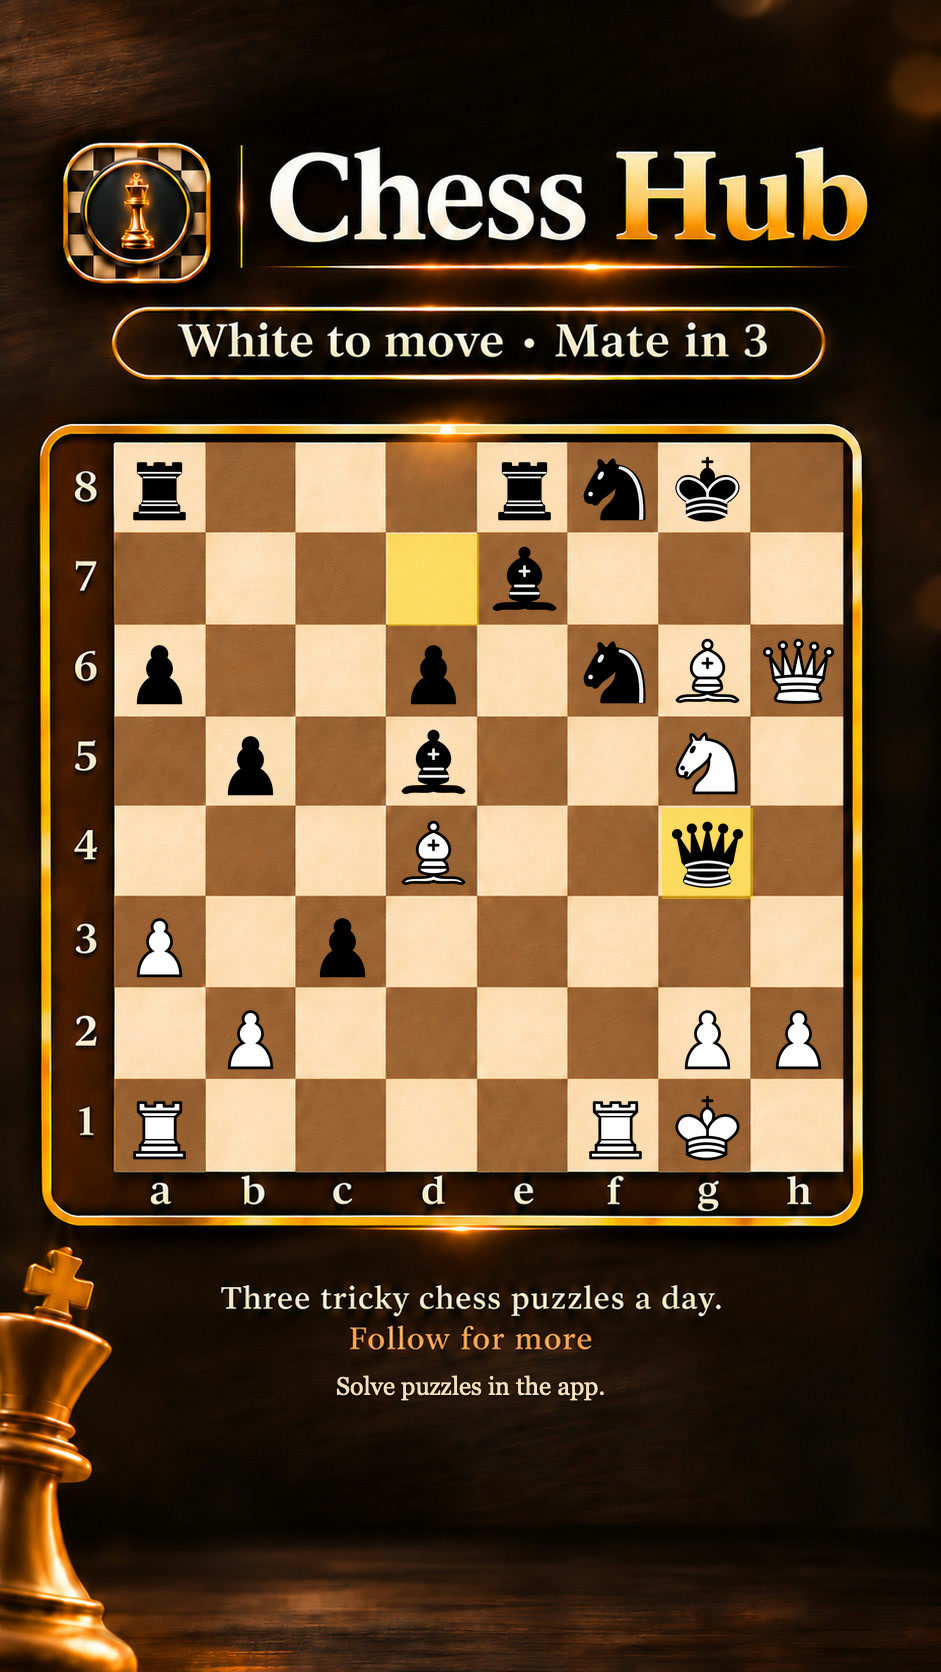 Chess Hub
White to move • Mate in 3
8
7
6
5
4
3
2
1
a b c d e f g h
Three tricky chess puzzles a day.
Follow for more
Solve puzzles in the app.